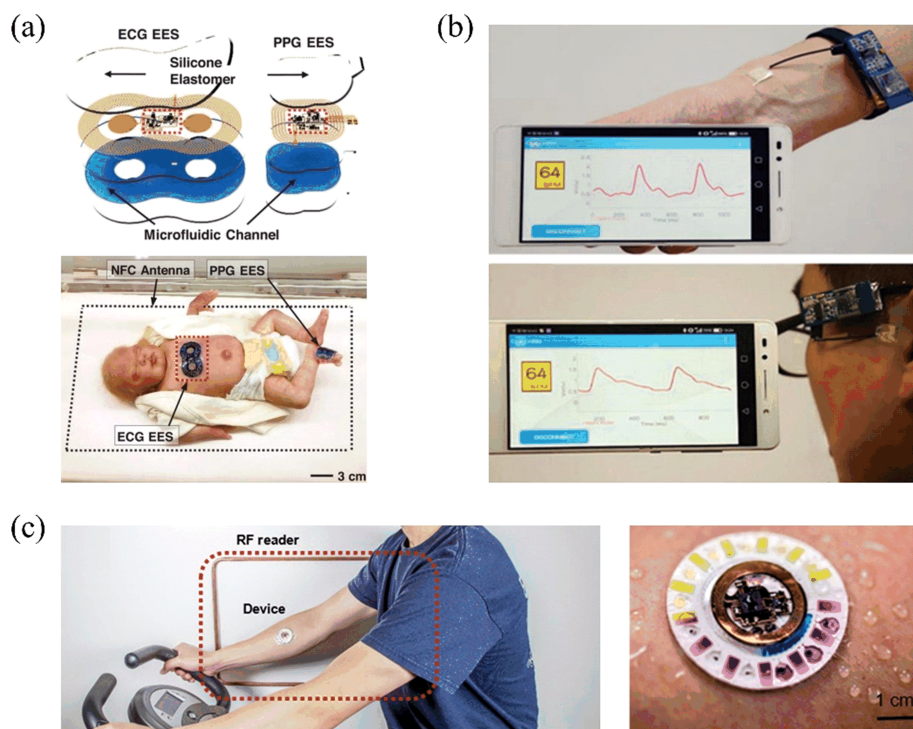 (a)
ECG EES
PPG EES
Silicone
Elastomer
Microfluidic Channel
NFC Antenna
PPG EES
ECG EES
3 cm
(b)
64
BPM
DISCONNECT
64
(c)
RF reader
Device
1 cm